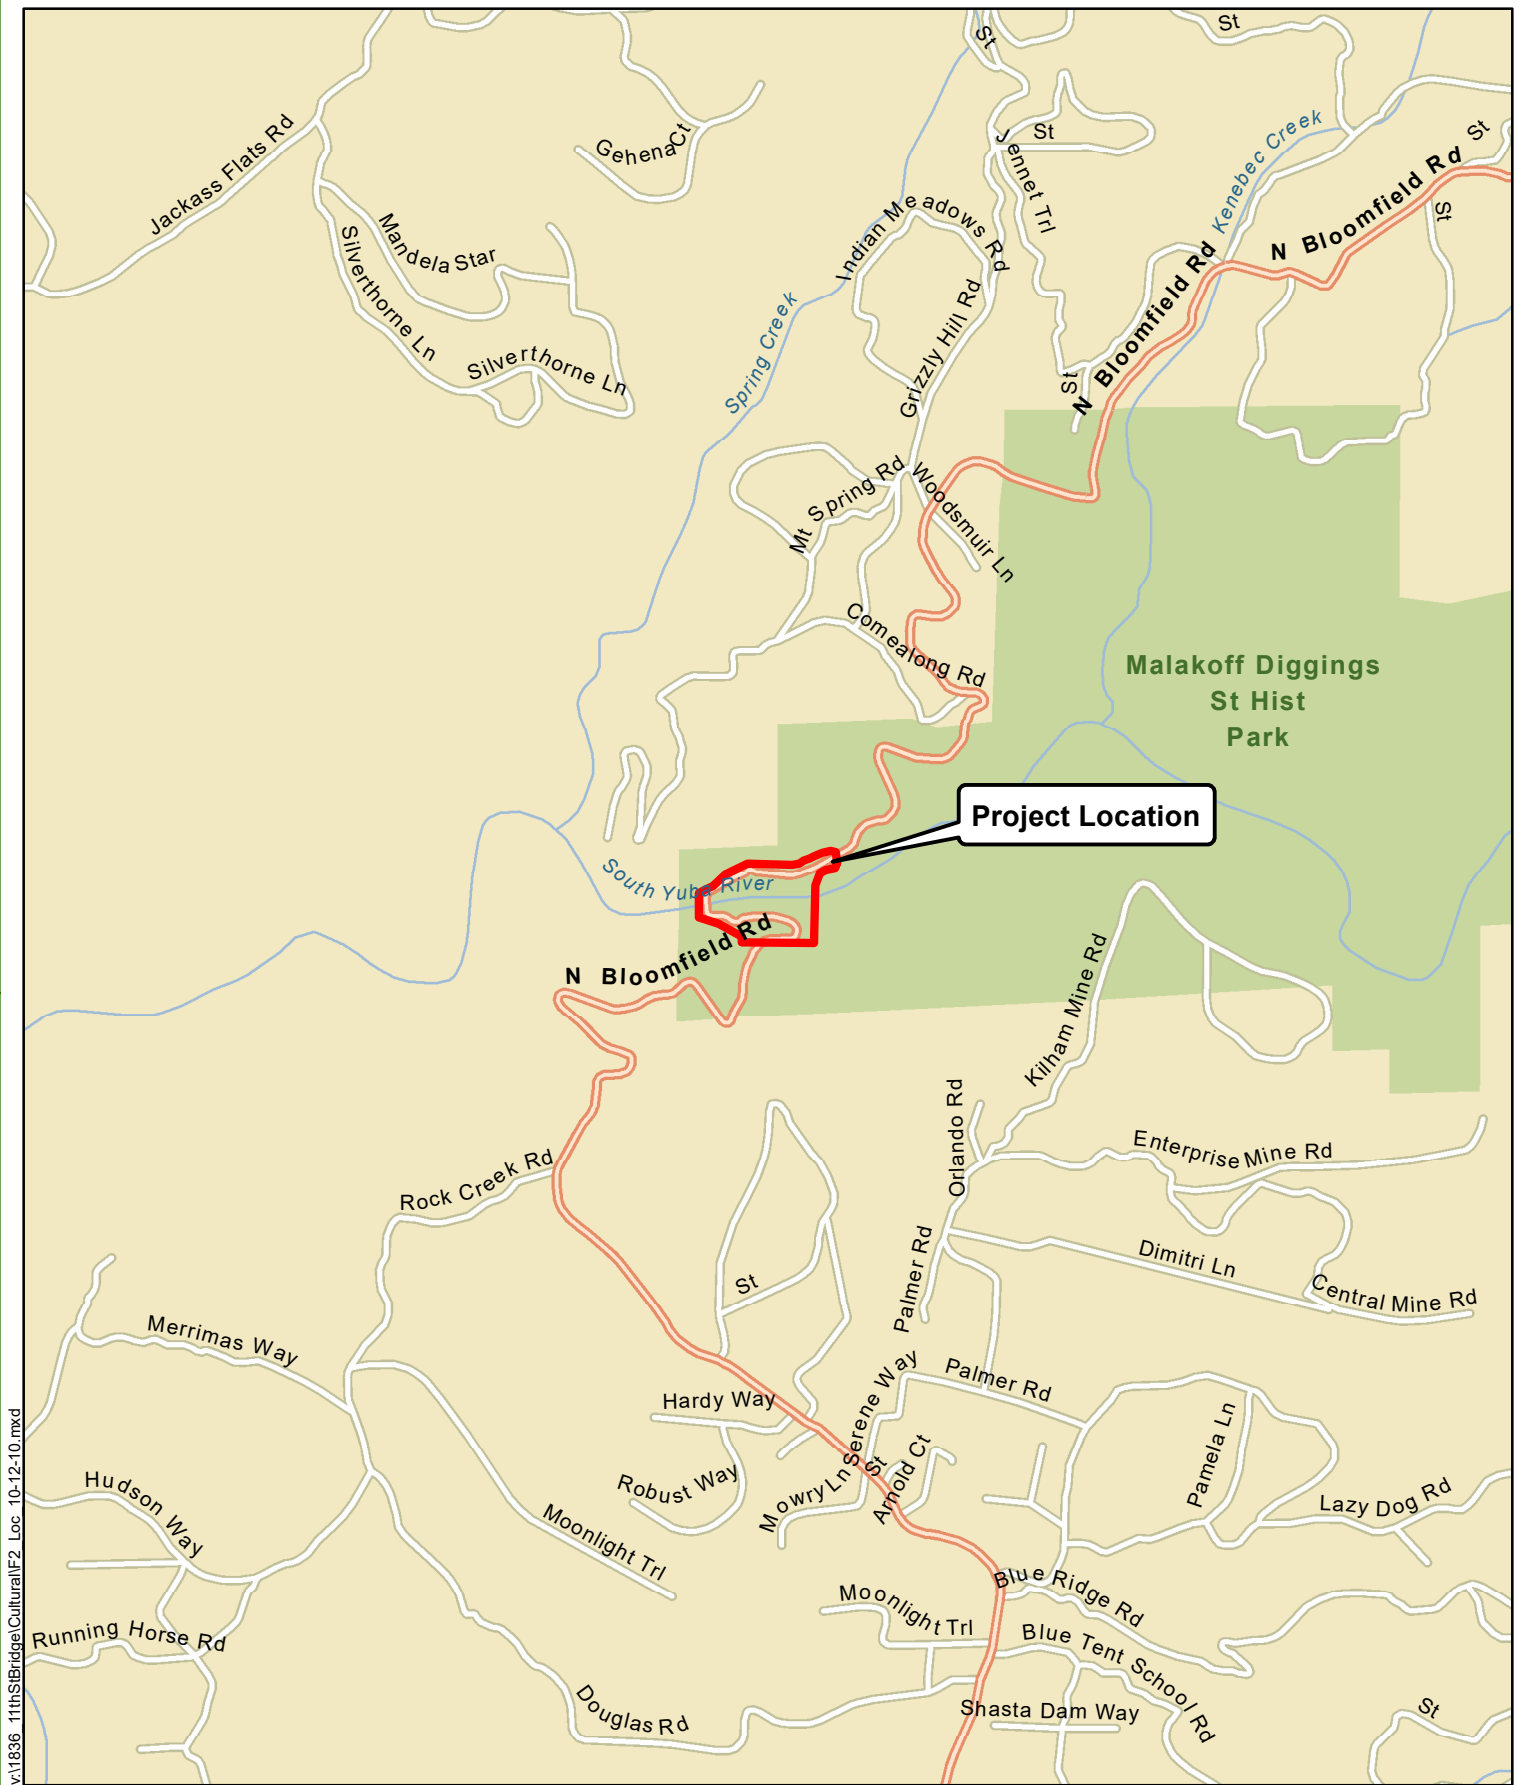 St
St
Jackass Flats Rd
Gehena Ct
St
Jennet Trl
Kenebec Creek
St
N Bloomfield Rd
St
Mandela Star
Silverthorne Ln
Indian Meadows Rd
N Bloomfield Rd
Spring Creek
Grizzly Hill Rd
Silverthorne Ln
St
Mt Spring Rd
Woodsmuir Ln
Comealong Rd
Malakoff Diggings
St Hist
Park
Project Location
South Yuba River
N Bloomfield Rd
Kilham Mine Rd
Orlando Rd
Enterprise Mine Rd
Rock Creek Rd
Palmer Rd
Dimitri Ln
Central Mine Rd
St
Merrimas Way
Serene Way
Palmer Rd
Hardy Way
Pamela Ln
St
Arnold Ct
Mowry Ln
Robust Way
Lazy Dog Rd
Hudson Way
Moonlight Trl
Blue Ridge Rd
Moonlight Trl
Running Horse Rd
Blue Tent School Rd
Douglas Rd
Shasta Dam Way
St
v:\1836_11thStBridge\Cultural\F2_Loc_10-12-10.mxd